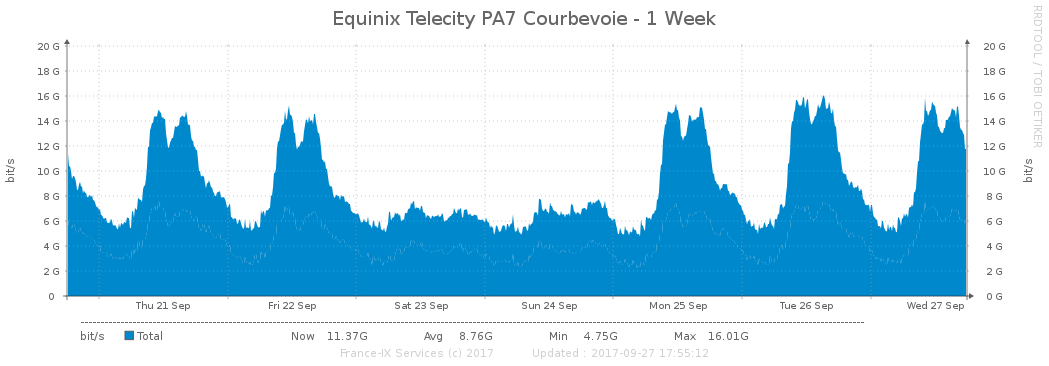 Equinix Telecity PA7 Courbevoie - 1 Week
RRDTOOL / TOBI OETIKER
20 G 20 G
18 G 18 G
16 G 16 G
14 G 14 G
12 G 12 G
10 G 10 G
8 G 8 G
6 G 6 G
4 G 4 G
2 G 2 G
0 0 G
bit/s
bit/s
Thu 21 Sep Fri 22 Sep Sat 23 Sep Sun 24 Sep Mon 25 Sep Tue 26 Sep Wed 27 Sep
bit/s Total Now 11.37G Avg 8.76G Min 4.75G Max 16.01G
France-IX Services (c) 2017 Updated : 2017-09-27 17:55:12